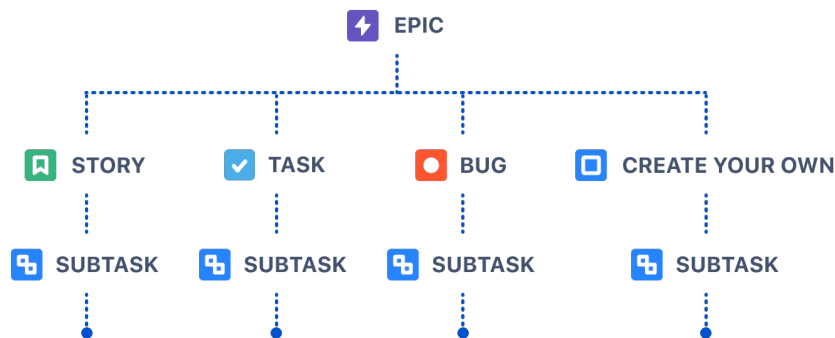 EPIC
STORY TASK BUG CREATE YOUR OWN
SUBTASK SUBTASK SUBTASK SUBTASK